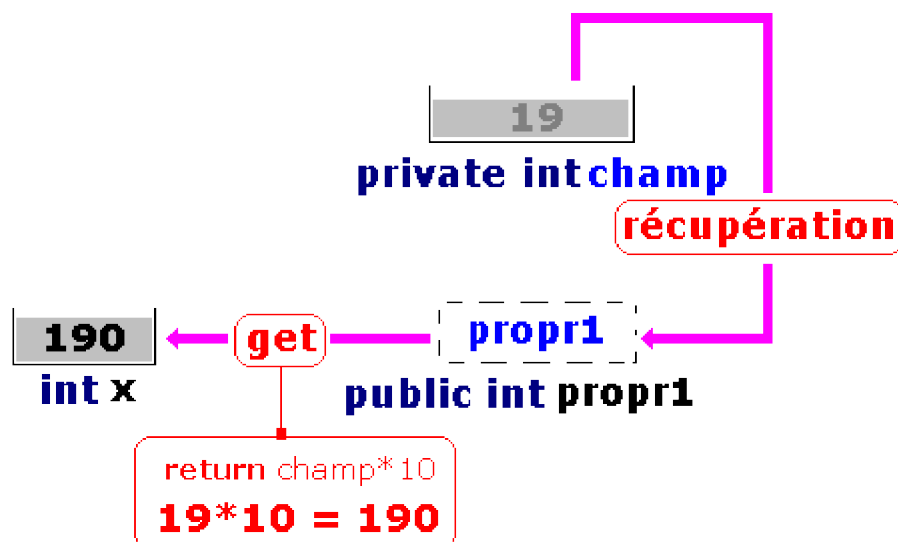 19
private int champ
récupération
190
get
propr1
int x
public int propr1
return champ*10
19*10 = 190